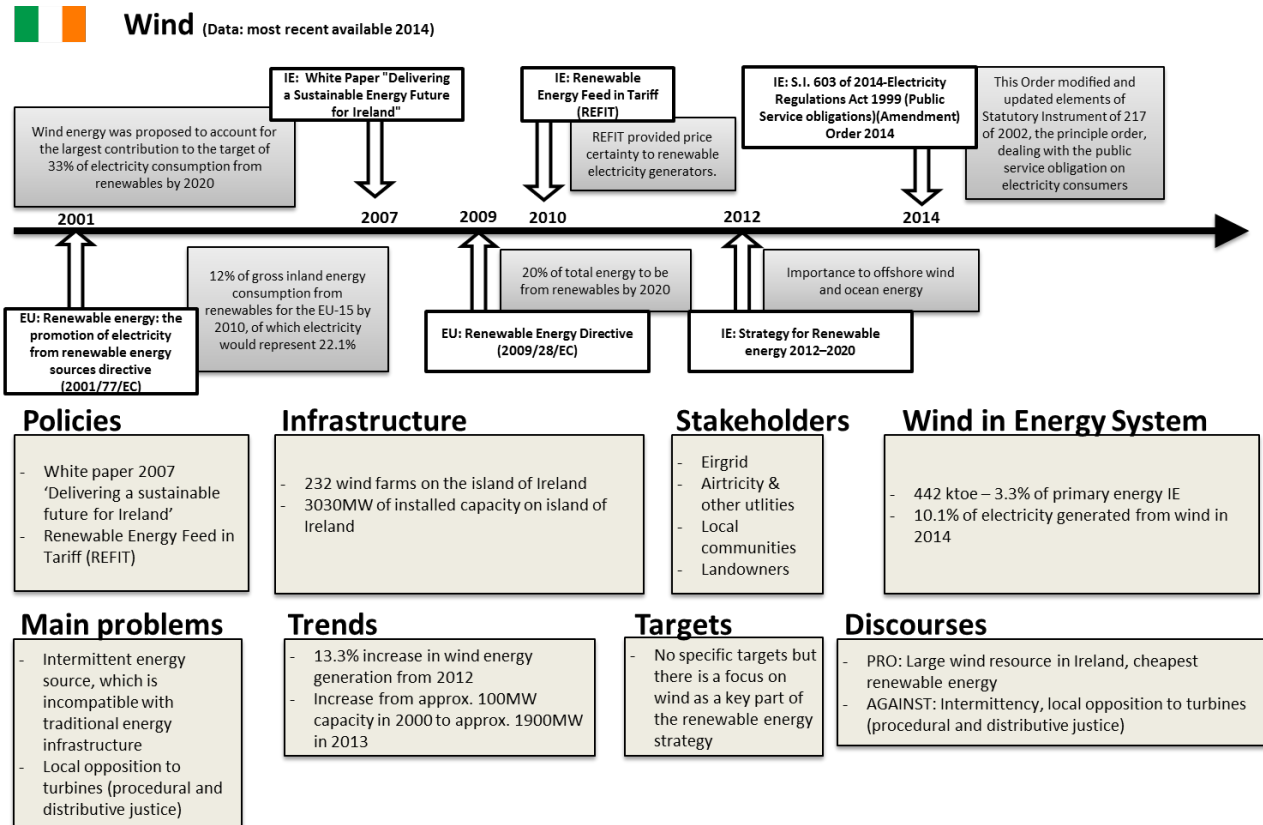 Wind (Data: most recent available 2014)
IE: White Paper "Delivering
a Sustainable Energy Future
for Ireland"
IE: Renewable
Energy Feed in Tariff
(REFIT)
IE: S.I. 603 of 2014-Electricity
Regulations Act 1999 (Public
Service obligations)(Amendment)
Order 2014
This Order modified and
updated elements of
Statutory Instrument of 217
of 2002, the principle order,
dealing with the public
service obligation on
electricity consumers
Wind energy was proposed to account for
the largest contribution to the target of
33% of electricity consumption from
renewables by 2020
REFIT provided price
certainty to renewable
electricity generators.
2001
2007
2009
2010
2012
2014
12% of gross inland energy
consumption from
renewables for the EU-15 by
2010, of which electricity
would represent 22.1%
20% of total energy to be
from renewables by 2020
Importance to offshore wind
and ocean energy
EU: Renewable energy: the
promotion of electricity
from renewable energy
sources directive
(2001/77/EC)
EU: Renewable Energy Directive
(2009/28/EC)
IE: Strategy for Renewable
energy 2012–2020
Policies
- White paper 2007
‘Delivering a sustainable
future for Ireland’
- Renewable Energy Feed in
Tariff (REFIT)
Infrastructure
- 232 wind farms on the island of Ireland
- 3030MW of installed capacity on island of
Ireland
Stakeholders
- Eirgrid
- Airtricity &
other utlities
- Local
communities
- Landowners
Wind in Energy System
- 442 ktoe – 3.3% of primary energy IE
- 10.1% of electricity generated from wind in
2014
Main problems
- Intermittent energy
source, which is
incompatible with
traditional energy
infrastructure
- Local opposition to
turbines (procedural and
distributive justice)
Trends
- 13.3% increase in wind energy
generation from 2012
- Increase from approx. 100MW
capacity in 2000 to approx. 1900MW
in 2013
Targets
- No specific targets but
there is a focus on
wind as a key part of
the renewable energy
strategy
Discourses
- PRO: Large wind resource in Ireland, cheapest
renewable energy
- AGAINST: Intermittency, local opposition to turbines
(procedural and distributive justice)